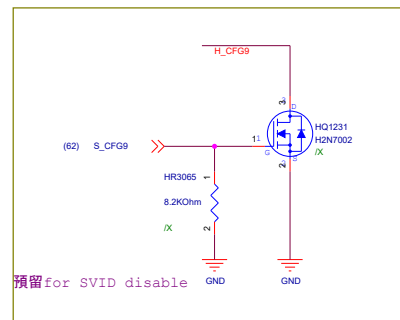 H_CFG9
3
D
HQ1231
H2N7002
/X
(62) S_CFG9
1
G
S
2
HR3065
1
8.2KOhm
/X
2
GND
GND
預留for SVID disable